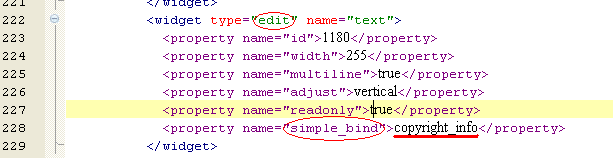 221 </widget>
222 <widget type="edit" name="text">
223 <property name="id">1180</property>
224 <property name="width">255</property>
225 <property name="multiline">true</property>
226 <property name="adjust">vertical</property>
227 <property name="readonly">true</property>
228 <property name="simple_bind">copyright_info</property>
229 </widget>